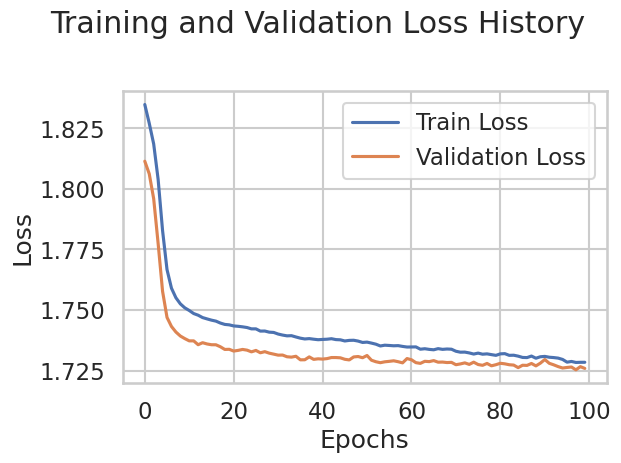 Training and Validation Loss History
Train Loss
Validation Loss
1.825
1.800
1.775
1.750
1.725
Loss
0
20
40
60
80
100
Epochs